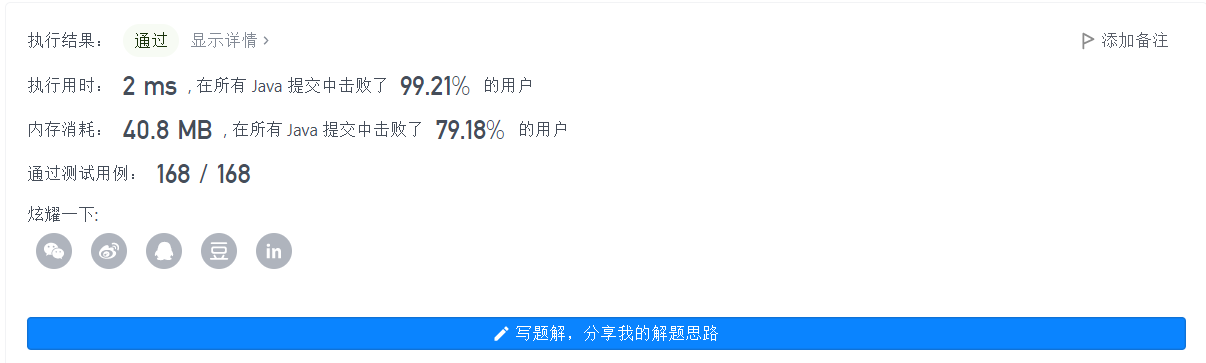 执行结果： 通过 显示详情 › 添加备注
执行用时： 2 ms , 在所有 Java 提交中击败了 99.21% 的用户
内存消耗： 40.8 MB , 在所有 Java 提交中击败了 79.18% 的用户
通过测试用例： 168 / 168
炫耀一下:
豆 in
写题解，分享我的解题思路